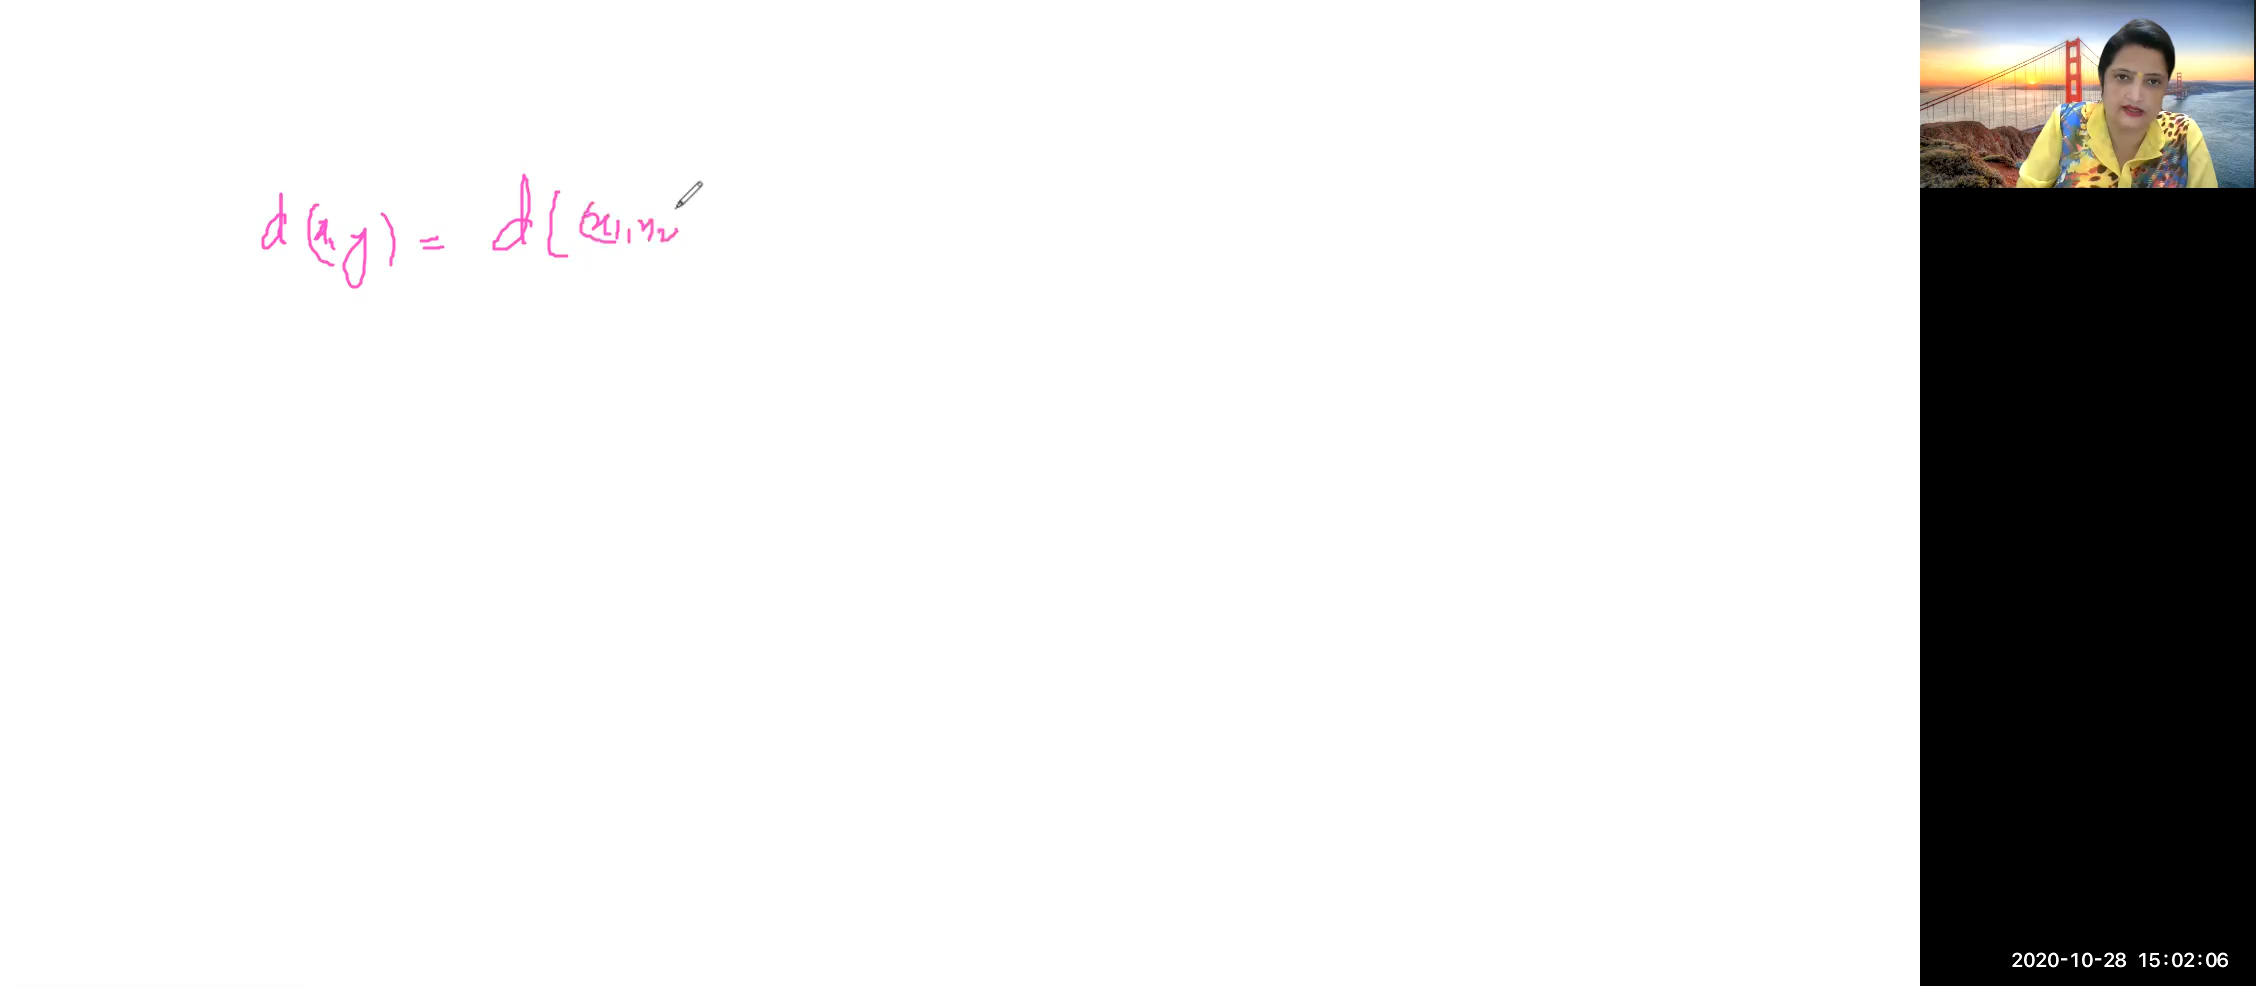 d(x, y) = d[(x1, x2
2020-10-28 15:02:06